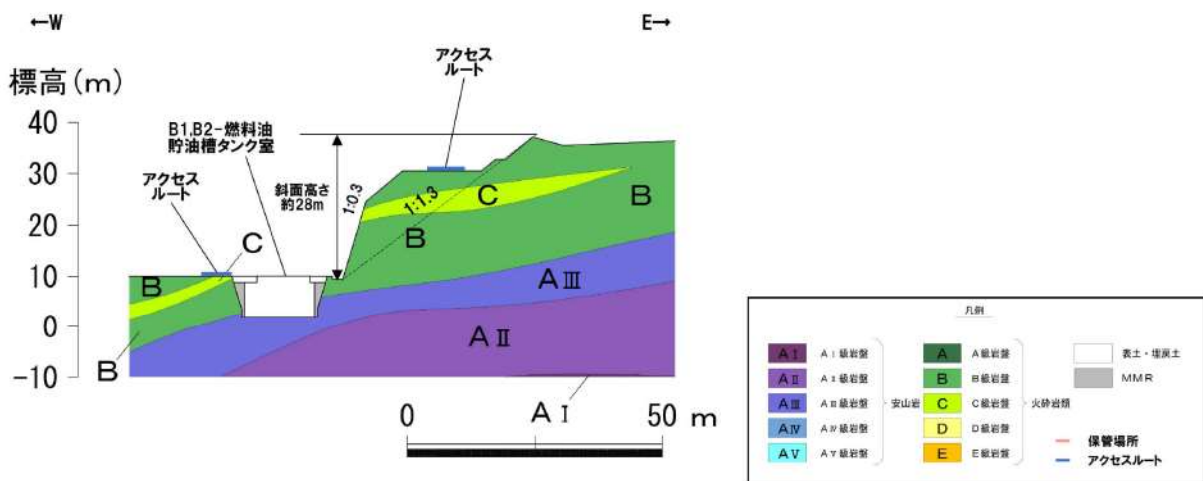 ←W
E→
標高(m)
アクセス
ルート
B1,B2-燃料油
貯油槽タンク室
アクセス
ルート
斜面高さ
約28m
1:0.3
1:1.3
40
30
20
10
0
-10
C
C
B
B
B
B
AⅢ
AⅡ
AⅠ
0
50 m
凡例
AⅠ AⅠ級岩盤
AⅡ AⅡ級岩盤
AⅢ AⅢ級岩盤
AⅣ AⅣ級岩盤
AⅤ AⅤ級岩盤
安山岩
A A級岩盤
B B級岩盤
C C級岩盤
D D級岩盤
E E級岩盤
火砕岩類
表土・埋戻土
MMR
保管場所
アクセスルート